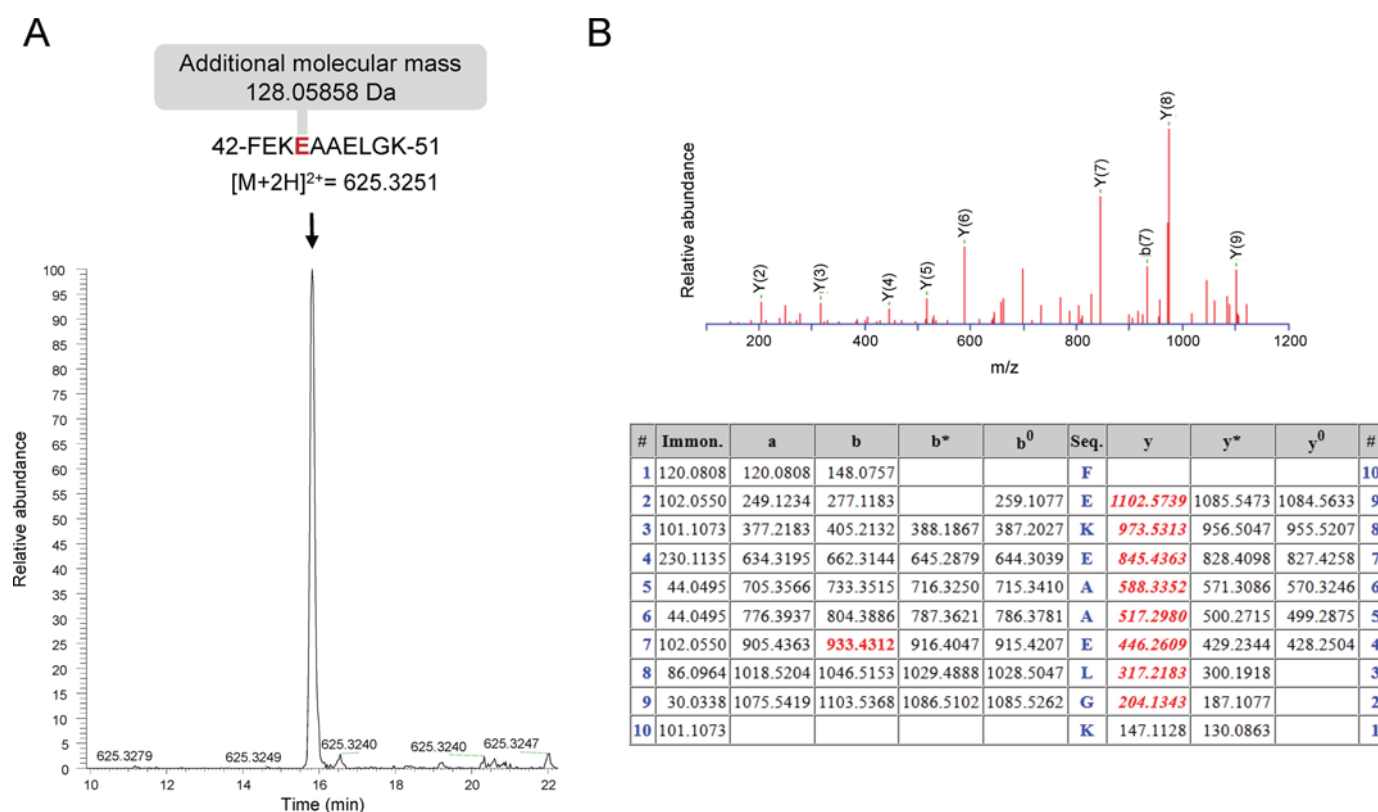 A
Additional molecular mass
128.05858 Da
42-FEKEAAELGK-51
[M+2H]²⁺= 625.3251
Relative abundance
100
95
90
85
80
75
70
65
60
55
50
45
40
35
30
25
20
15
10
5
0
625.3279
625.3249
625.3240
625.3240
625.3247
10 12 14 16 18 20 22
Time (min)
B
Relative abundance
Y(2)
Y(3)
Y(4)
Y(5)
Y(6)
Y(7)
b(7)
Y(8)
Y(9)
200 400 600 800 1000 1200
m/z
# Immon. a b b* b⁰ Seq. y y* y⁰ #
1 120.0808 120.0808 148.0757 F 10
2 102.0550 249.1234 277.1183 259.1077 E 1102.5739 1085.5473 1084.5633 9
3 101.1073 377.2183 405.2132 388.1867 387.2027 K 973.5313 956.5047 955.5207 8
4 230.1135 634.3195 662.3144 645.2879 644.3039 E 845.4363 828.4098 827.4258 7
5 44.0495 705.3566 733.3515 716.3250 715.3410 A 588.3352 571.3086 570.3246 6
6 44.0495 776.3937 804.3886 787.3621 786.3781 A 517.2980 500.2715 499.2875 5
7 102.0550 905.4363 933.4312 916.4047 915.4207 E 446.2609 429.2344 428.2504 4
8 86.0964 1018.5204 1046.5153 1029.4888 1028.5047 L 317.2183 300.1918 3
9 30.0338 1075.5419 1103.5368 1086.5102 1085.5262 G 204.1343 187.1077 2
10 101.1073 K 147.1128 130.0863 1